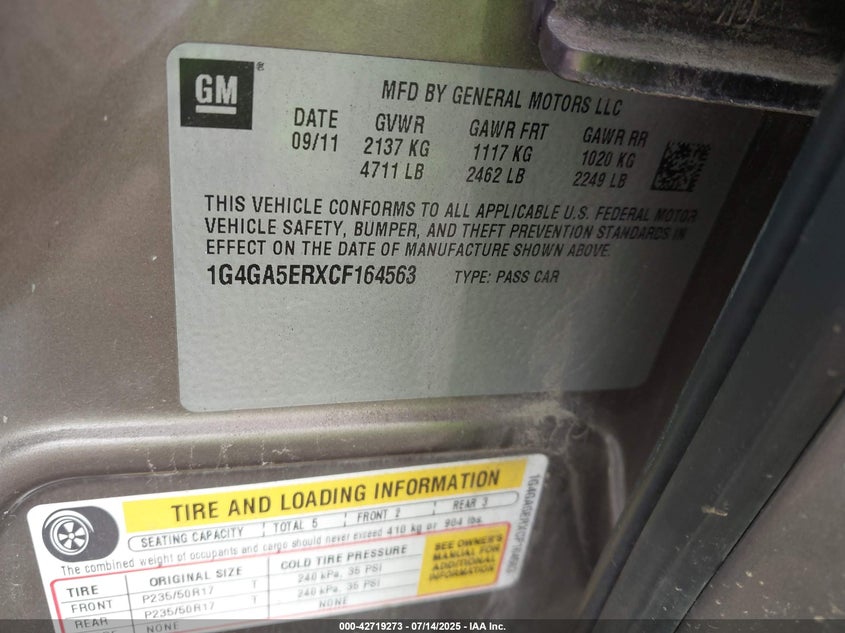 GM ®
MFD BY GENERAL MOTORS LLC
DATE GVWR GAWR FRT GAWR RR
09/11 2137 KG 1117 KG 1020 KG
4711 LB 2462 LB 2249 LB
THIS VEHICLE CONFORMS TO ALL APPLICABLE U.S. FEDERAL MOTOR
VEHICLE SAFETY, BUMPER, AND THEFT PREVENTION STANDARDS IN
EFFECT ON THE DATE OF MANUFACTURE SHOWN ABOVE.
1G4GA5ERXCF164563 TYPE: PASS CAR
TIRE AND LOADING INFORMATION
SEATING CAPACITY TOTAL 5 FRONT 2 REAR 3
The combined weight of occupants and cargo should never exceed 410 kg or 904 lbs.
TIRE ORIGINAL SIZE COLD TIRE PRESSURE
FRONT P235/50R17 T 240 kPa, 35 PSI
REAR P235/50R17 T 240 kPa, 35 PSI
NONE NONE
SEE OWNER'S
MANUAL FOR
ADDITIONAL
INFORMATION
1G4GA5ERXCF164563
000-42719273 - 07/14/2025 - IAA Inc.